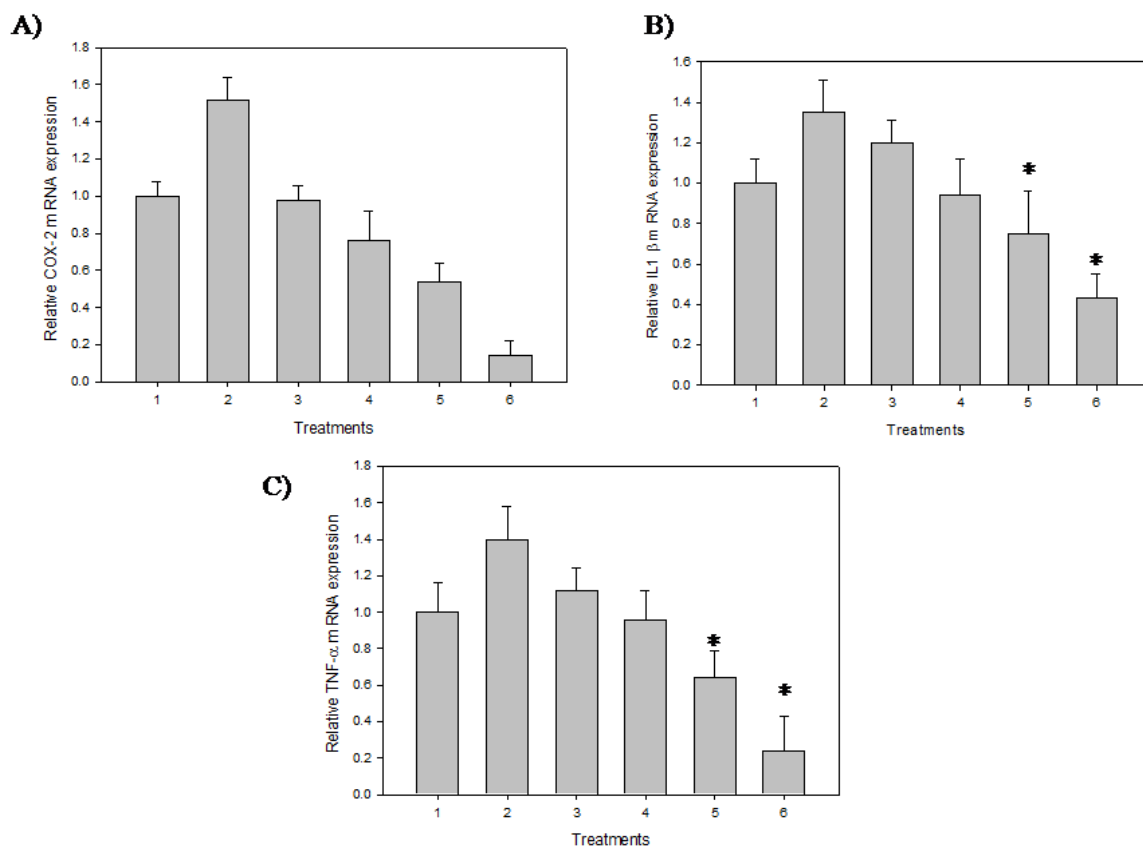 A)
Relative COX-2 m RNA expression
1.8
1.6
1.4
1.2
1.0
0.8
0.6
0.4
0.2
0.0
1 2 3 4 5 6
Treatments
B)
Relative IL1 β m RNA expression
1.6
1.4
1.2
1.0
0.8
0.6
0.4
0.2
0.0
* *
1 2 3 4 5 6
Treatments
C)
Relative TNF-α m RNA expression
1.8
1.6
1.4
1.2
1.0
0.8
0.6
0.4
0.2
0.0
* *
1 2 3 4 5 6
Treatments